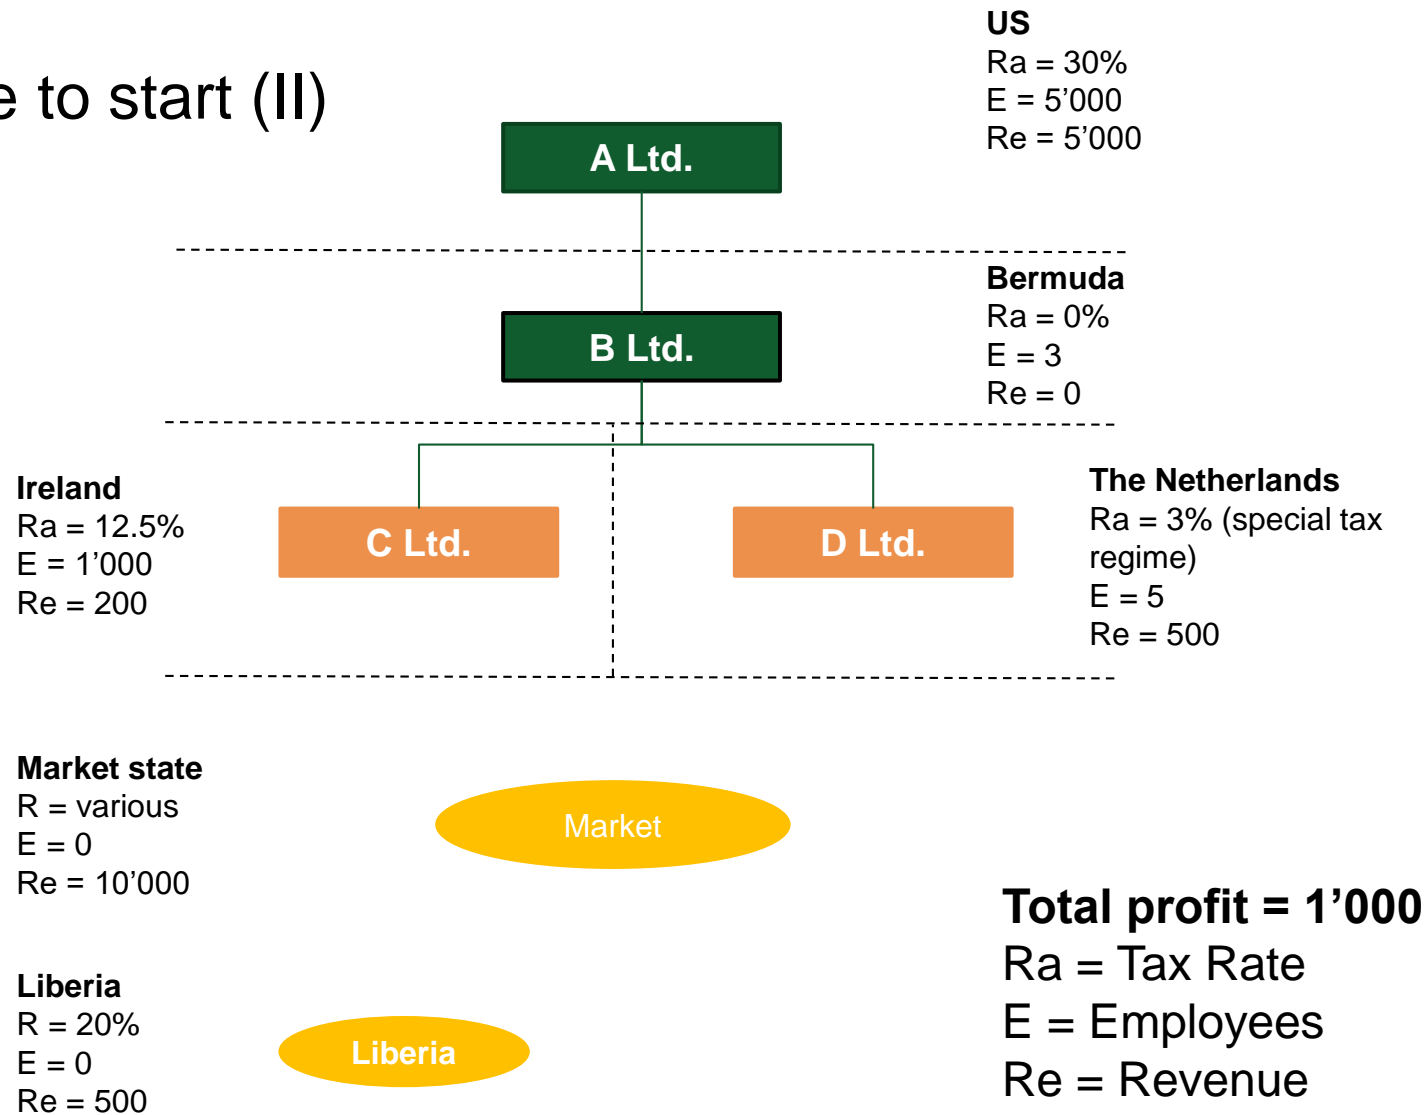 e to start (II)
US
Ra = 30%
E = 5’000
Re = 5’000
A Ltd.
Bermuda
Ra = 0%
E = 3
Re = 0
B Ltd.
Ireland
Ra = 12.5%
E = 1’000
Re = 200
C Ltd.
D Ltd.
The Netherlands
Ra = 3% (special tax
regime)
E = 5
Re = 500
Market state
R = various
E = 0
Re = 10’000
Market
Liberia
R = 20%
E = 0
Re = 500
Liberia
Total profit = 1’000
Ra = Tax Rate
E = Employees
Re = Revenue